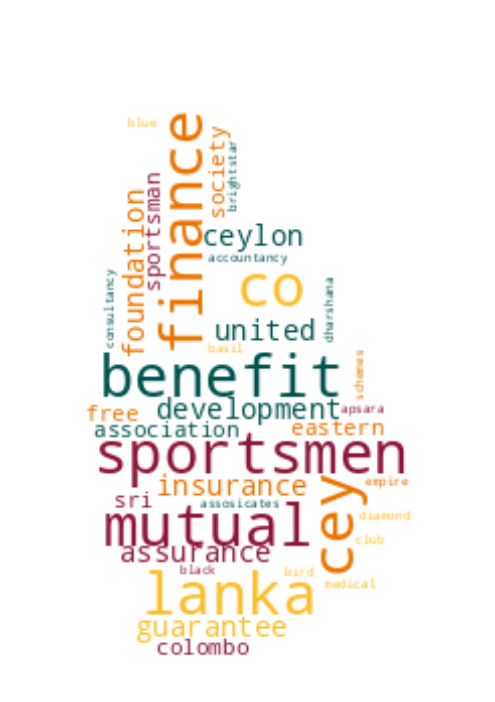 blue
finance
society
brightstar
sportsman
foundation
ceylon
accountancy
co
consultancy
dharshana
united
basil
benefit
schemes
development
apsara
free
association
eastern
sportsmen
insurance
cey
empire
sri
assosicates
mutual
diamond
assurance
club
black
bird
lanka
medical
guarantee
colombo